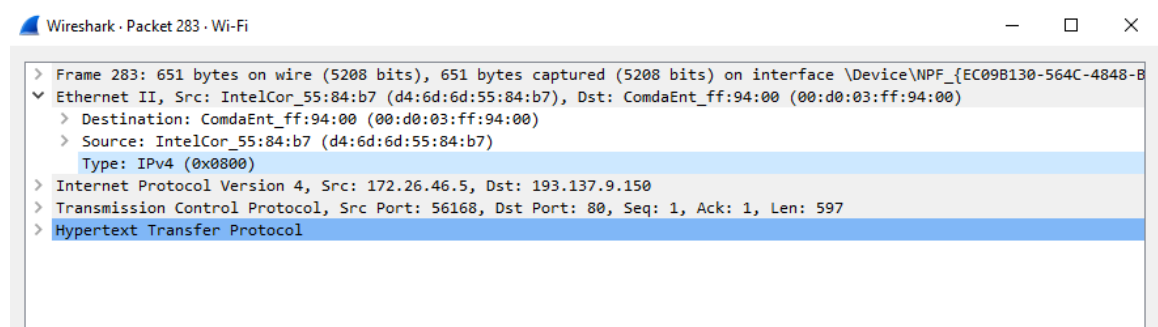 Wireshark · Packet 283 · Wi-Fi
Frame 283: 651 bytes on wire (5208 bits), 651 bytes captured (5208 bits) on interface \Device\NPF_{EC09B130-564C-4848-B
Ethernet II, Src: IntelCor_55:84:b7 (d4:6d:6d:55:84:b7), Dst: ComdaEnt_ff:94:00 (00:d0:03:ff:94:00)
Destination: ComdaEnt_ff:94:00 (00:d0:03:ff:94:00)
Source: IntelCor_55:84:b7 (d4:6d:6d:55:84:b7)
Type: IPv4 (0x0800)
Internet Protocol Version 4, Src: 172.26.46.5, Dst: 193.137.9.150
Transmission Control Protocol, Src Port: 56168, Dst Port: 80, Seq: 1, Ack: 1, Len: 597
Hypertext Transfer Protocol